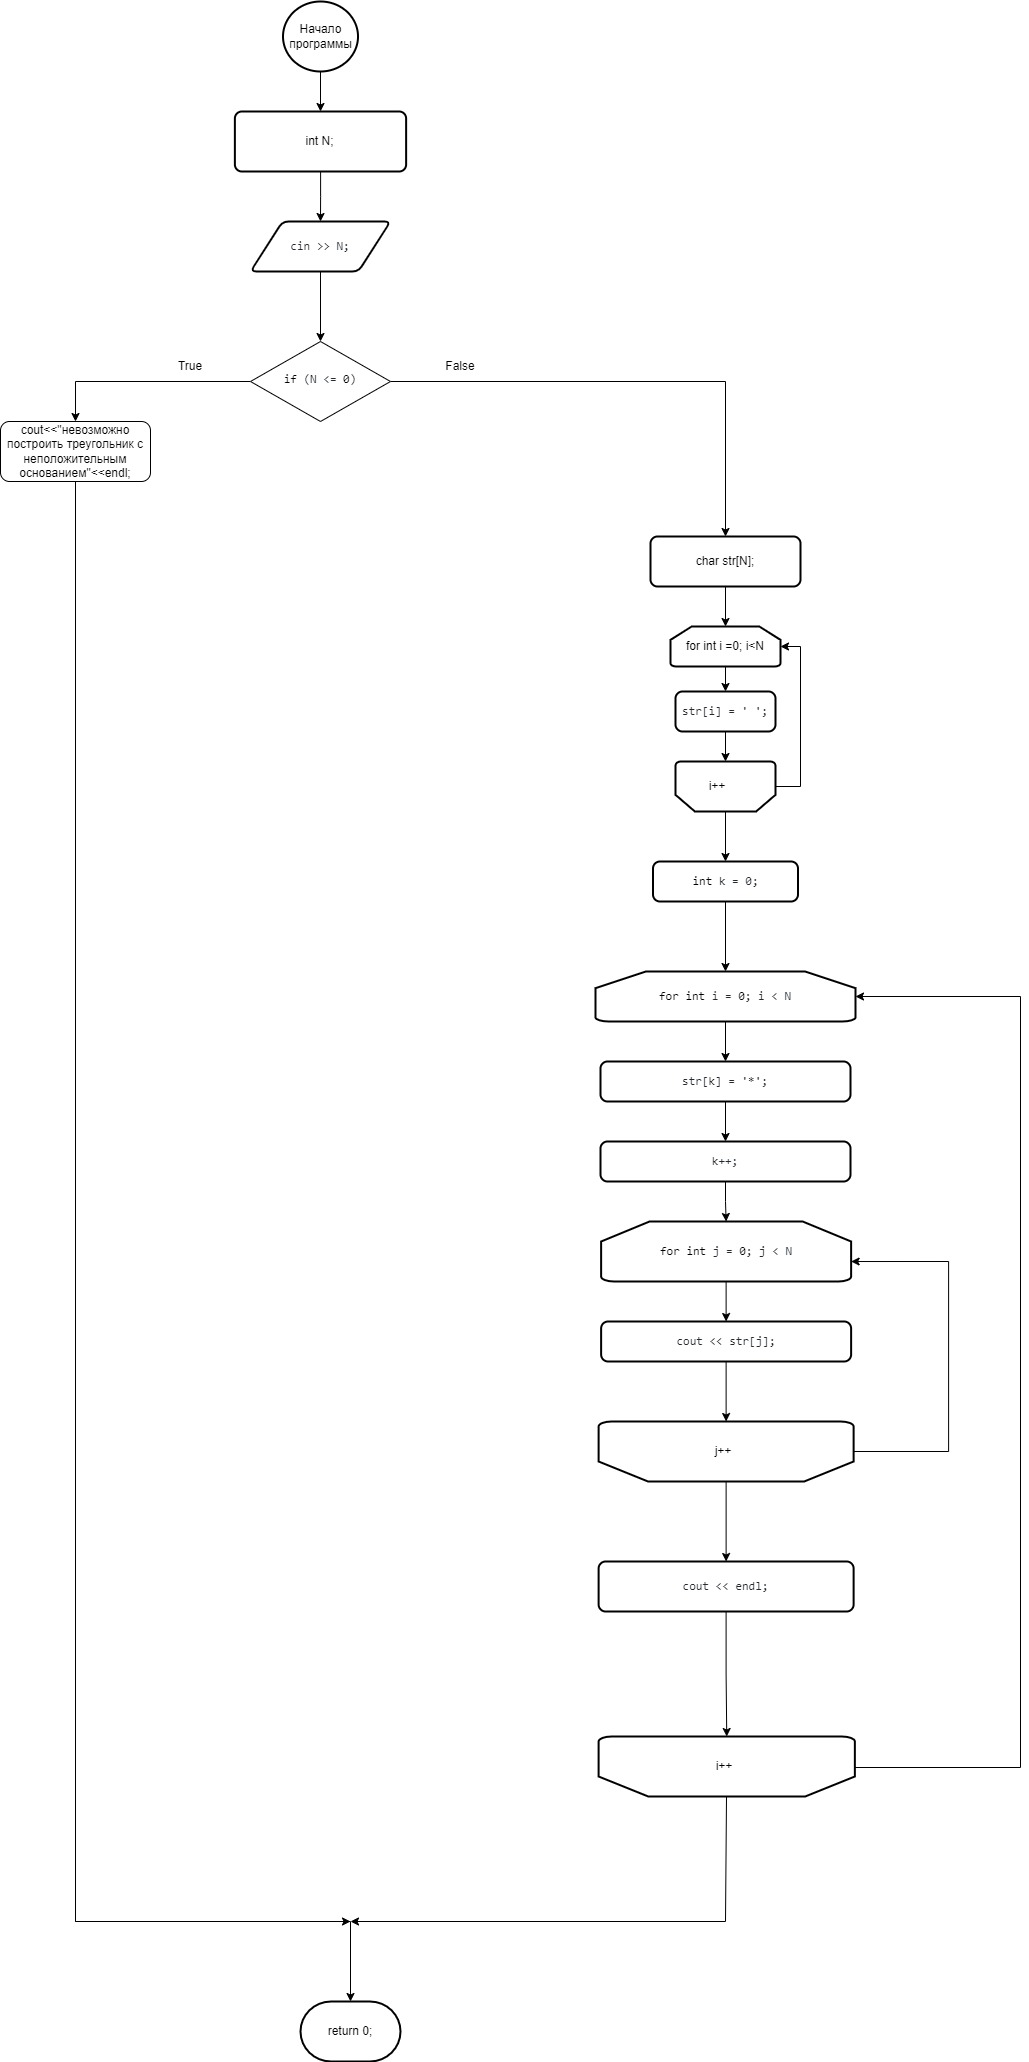 Начало
программы
int N;
cin >> N;
if (N <= 0)
True
False
cout<<"невозможно
построить треугольник с
неположительным
основанием"<<endl;
char str[N];
for int i =0; i<N
str[i] = ' ';
i++
int k = 0;
for int i = 0; i < N
str[k] = '*';
k++;
for int j = 0; j < N
cout << str[j];
j++
cout << endl;
i++
return 0;